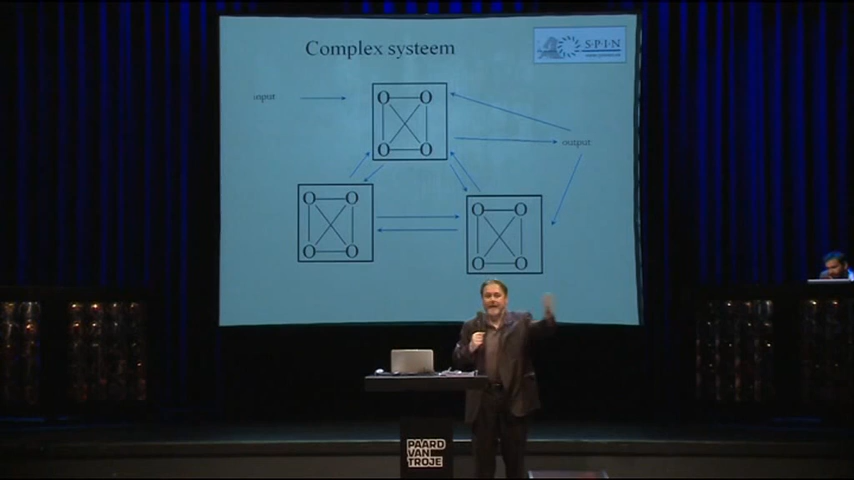 Complex systeem
S·P·I·N
input
output
PAARD
VAN
TROJE